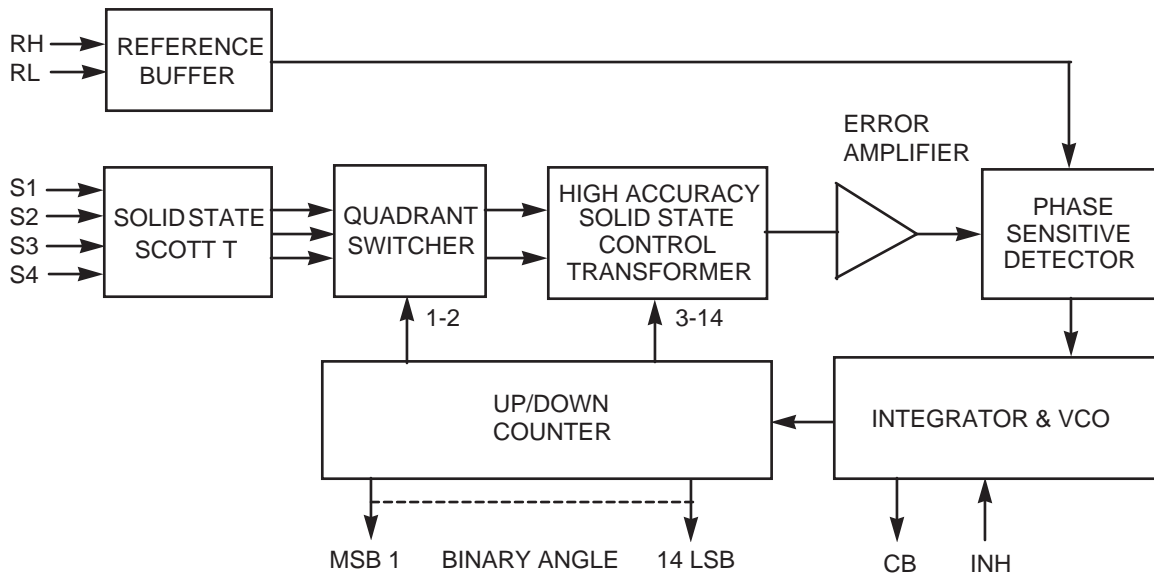 RH
RL
REFERENCE
BUFFER
ERROR
AMPLIFIER
S1
S2
S3
S4
SOLID STATE
SCOTT T
QUADRANT
SWITCHER
HIGH ACCURACY
SOLID STATE
CONTROL
TRANSFORMER
PHASE
SENSITIVE
DETECTOR
1-2
3-14
UP/DOWN
COUNTER
INTEGRATOR & VCO
MSB 1
BINARY ANGLE
14 LSB
CB
INH